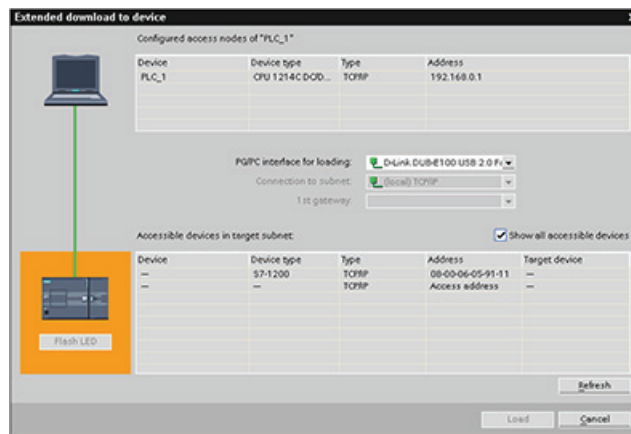 Extended download to device
Configured access nodes of "PLC_1"
Device Device type Type Address
PLC_1 CPU 1214C DC/D... TCP/IP 192.168.0.1
PG/PC interface for loading: D-Link DUB-E100 USB 2.0 Fa
Connection to subnet: (local) TCP/IP
1st gateway:
Accessible devices in target subnet: Show all accessible devices
Device Device type Type Address Target device
— S7-1200 TCP/IP 08-00-06-05-91-11 —
— — TCP/IP Access address —
Flash LED
Refresh
Load Cancel